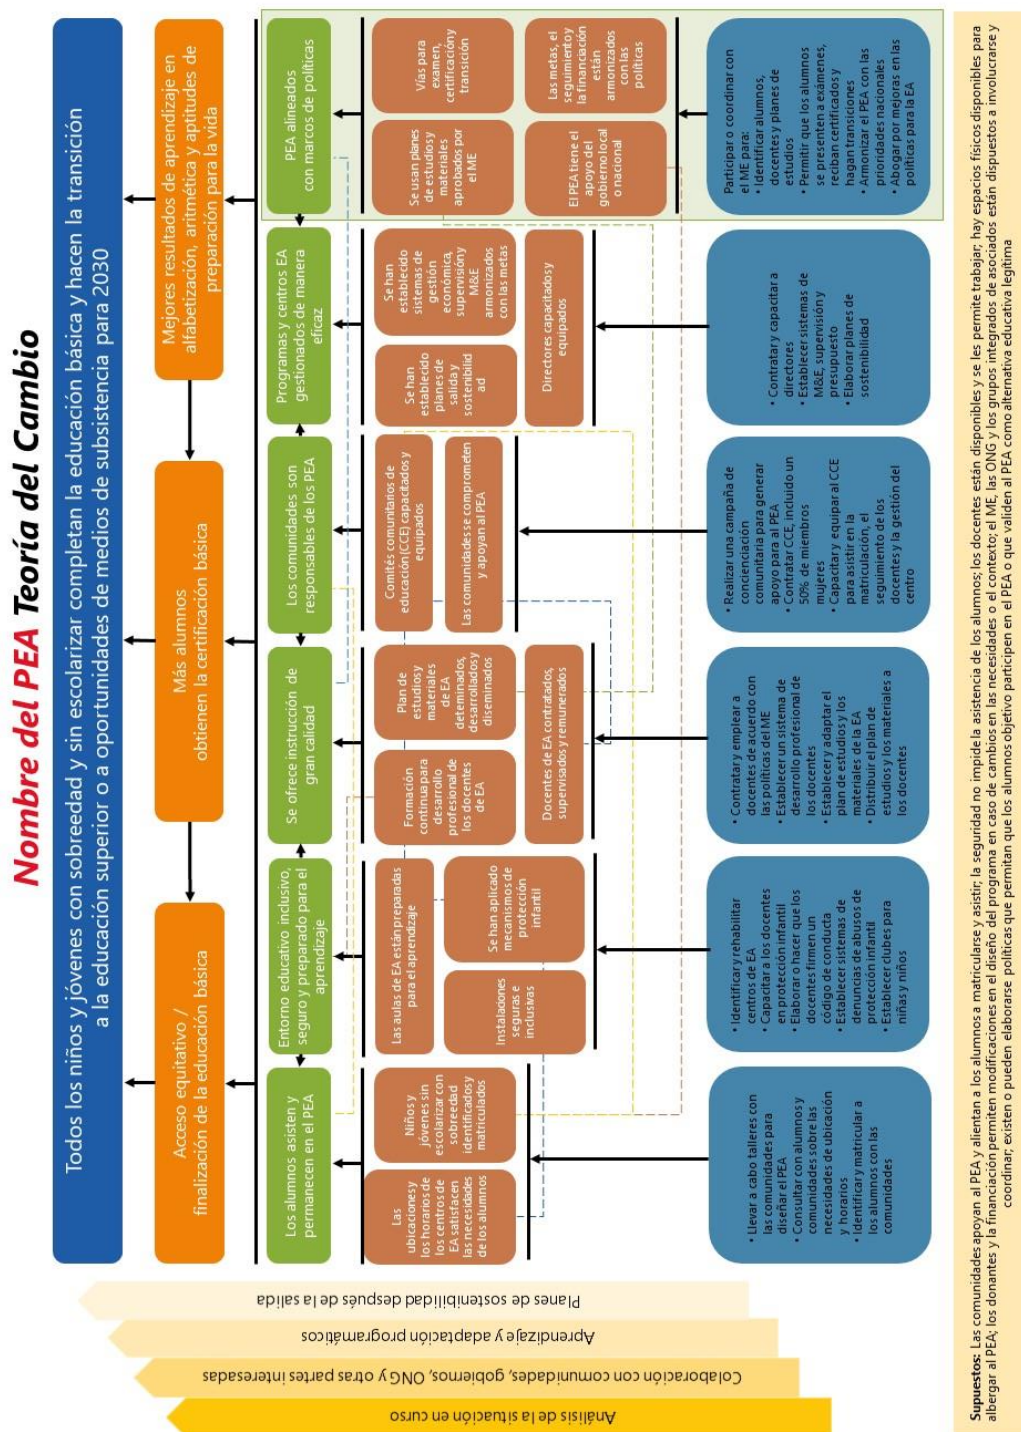 Nombre del PEA Teoría del Cambio
Todos los niños y jóvenes con sobreedad y sin escolarizar completan la educación básica y hacen la transición
a la educación superior o a oportunidades de medios de subsistencia para 2030
Acceso equitativo /
finalización de la educación básica
Más alumnos
obtienen la certificación básica
Mejores resultados de aprendizaje en
alfabetización, aritmética y aptitudes de
preparación para la vida
Los alumnos asisten y
permanecen en el PEA
Entorno educativo inclusivo,
seguro y preparado para el
aprendizaje
Se ofrece instrucción de
gran calidad
Los comunidades son
responsables de los PEA
Programas y centros EA
gestionados de manera
eficaz
PEA alineados
con marcos de políticas
Las
ubicaciones y
los horarios de
los centros de
EA satisfacen
las necesidades
de los alumnos
Niños y
jóvenes sin
escolarizar con
sobreedad
identificados y
matriculados
Las aulas de EA están preparadas
para el aprendizaje
Instalaciones
seguras e
inclusivas
Se han aplicado
mecanismos de
protección
infantil
Formación
continua para
desarrollo
profesional de
los docentes
de EA
Plan de
estudios y
materiales
de EA
determinados,
desarrollados y
diseminados
Docentes de EA contratados,
supervisados y remunerados
Comités comunitarios de
educación (CCE) capacitados y
equipados
Las comunidades se comprometen
y apoyan al PEA
Se han
establecido
planes de
salida y
sostenibilid
ad
Se han
establecido
sistemas de
gestión
económica,
supervisión y
M&E
armonizados
con las metas
Directores capacitados y
equipados
Se usan planes
de estudios y
materiales
aprobados por
el ME
Vías para
examen,
certificación y
transición
El PEA tiene el
apoyo del
gobierno local
o nacional
Las metas, el
seguimiento y
la financiación
están
armonizados
con las
políticas
• Llevar a cabo talleres con
las comunidades para
diseñar el PEA
• Consultar con alumnos y
comunidades sobre las
necesidades de ubicación
y horarios
• Identificar y matricular a
los alumnos con las
comunidades
• Identificar y rehabilitar
centros de EA
• Capacitar a los docentes
en protección infantil
• Elaborar o hacer que los
docentes firmen un
código de conducta
• Establecer sistemas de
denuncias de abusos de
protección infantil
• Establecer clubes para
niñas y niños
• Contratar y emplear a
docentes de acuerdo con
las políticas del ME
• Establecer un sistema de
desarrollo profesional de
los docentes
• Establecer y adaptar el
plan de estudios y los
materiales de la EA
• Distribuir el plan de
estudios y los materiales a
los docentes
• Realizar una campaña de
concienciación
comunitaria para generar
apoyo para al PEA
• Contratar CCE, incluido un
50% de miembros
mujeres
• Capacitar y equipar al CCE
para asistir en la
matriculación, el
seguimiento de los
docentes y la gestión del
centro
• Contratar y capacitar a
directores
• Establecer sistemas de
M&E, supervisión y
presupuesto
• Elaborar planes de
sostenibilidad
Participar o coordinar con
el ME para:
• Identificar alumnos,
docentes y planes de
estudios
• Permitir que los alumnos
se presenten a exámenes,
reciban certificados y
hagan transiciones
• Armonizar el PEA con las
prioridades nacionales
• Abogar por mejoras en las
políticas para la EA
Análisis de la situación en curso
Colaboración con comunidades, gobiernos, ONG y otras partes interesadas
Aprendizaje y adaptación programáticos
Planes de sostenibilidad después de la salida
Supuestos: Las comunidades apoyan al PEA y alientan a los alumnos a matricularse y asistir; la seguridad no impide la asistencia de los alumnos; los docentes están disponibles y se les permite trabajar; hay espacios físicos disponibles para
albergar al PEA; los donantes y la financiación permiten modificaciones en el diseño del programa en caso de cambios en las necesidades o el contexto; el ME, las ONG y los grupos integrados de asociados están dispuestos a involucrarse y
coordinar; existen o pueden elaborarse políticas que permitan que los alumnos objetivo participen en el PEA o que validen al PEA como alternativa educativa legítima